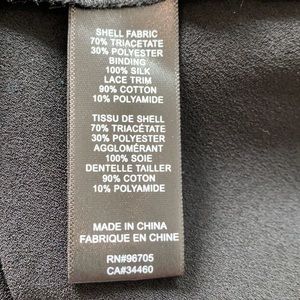 SHELL FABRIC
70% TRIACETATE
30% POLYESTER
BINDING
100% SILK
LACE TRIM
90% COTTON
10% POLYAMIDE
TISSU DE SHELL
70% TRIACÉTATE
30% POLYESTER
AGGLOMÉRANT
100% SOIE
DENTELLE TAILLER
90% COTON
10% POLYAMIDE
MADE IN CHINA
FABRIQUE EN CHINE
RN#96705
CA#34460